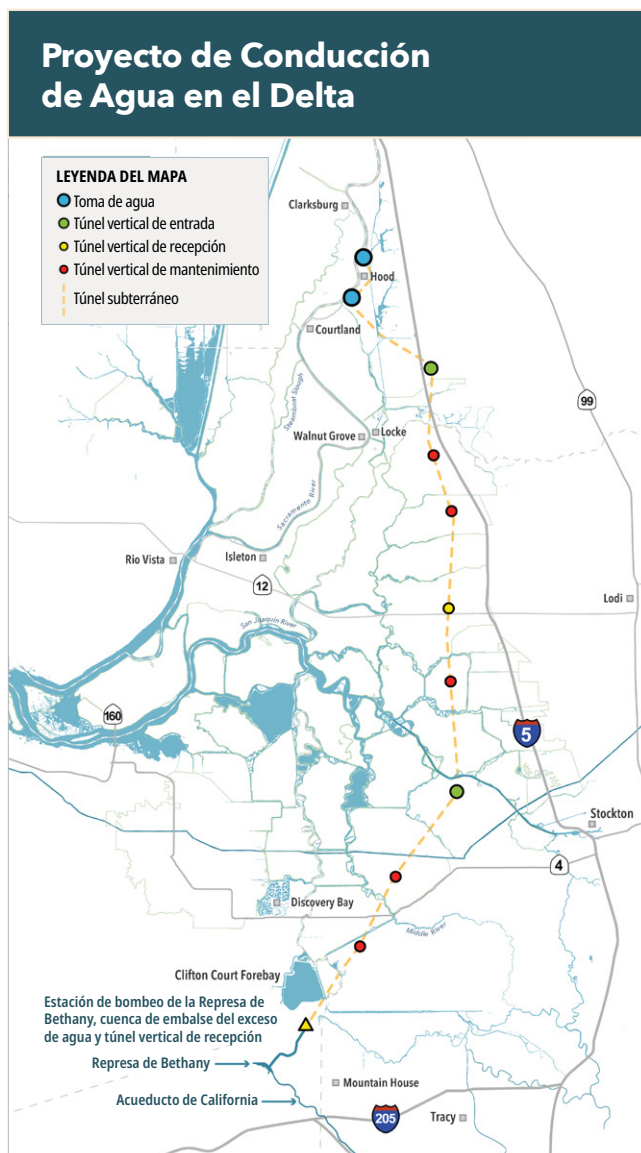 Proyecto de Conducción
de Agua en el Delta
LEYENDA DEL MAPA
Toma de agua
Túnel vertical de entrada
Túnel vertical de recepción
Túnel vertical de mantenimiento
Túnel subterráneo
Clarksburg
Hood
Courtland
Steamboat Slough
99
Walnut Grove
Locke
Sacramento River
Rio Vista
Isleton
12
Lodi
San Joaquin River
160
5
Stockton
4
Discovery Bay
Middle River
Clifton Court Forebay
Estación de bombeo de la Represa de
Bethany, cuenca de embalse del exceso
de agua y túnel vertical de recepción
Represa de Bethany
Mountain House
Acueducto de California
205
Tracy